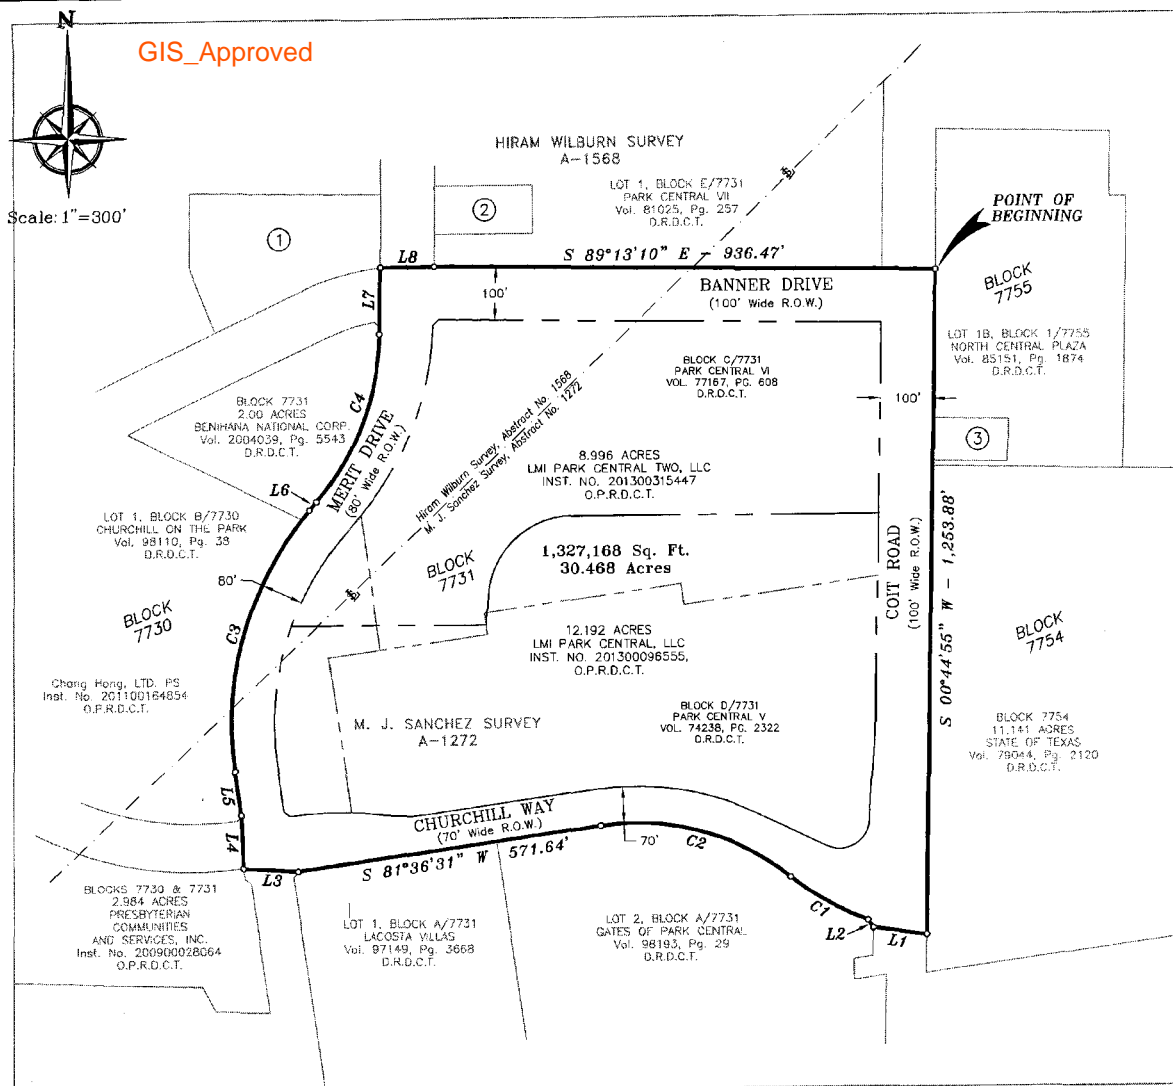 GIS_Approved
N
Scale: 1"=300'
HIRAM WILBURN SURVEY
A-1568
LOT 1, BLOCK E/7731
PARK CENTRAL VII
Vol. 81025, Pg. 257
D.R.D.C.T.
POINT OF
BEGINNING
1
2
L8
S 89°13'10" E - 936.47'
BANNER DRIVE
(100' Wide R.O.W.)
100'
BLOCK
7755
LOT 1B, BLOCK 1/7755
NORTH CENTRAL PLAZA
Vol. 85151, Pg. 1874
D.R.D.C.T.
L7
BLOCK C/7731
PARK CENTRAL VI
VOL. 77167, PG. 608
D.R.D.C.T.
100'
3
BLOCK 7731
2.00 ACRES
BENIHANA NATIONAL CORP.
Vol. 2004039, Pg. 5543
D.R.D.C.T.
C4
MERIT DRIVE
(80' Wide R.O.W.)
Hiram Wilburn Survey, Abstract No. 1568
M. J. Sanchez Survey, Abstract No. 1272
8.996 ACRES
LMI PARK CENTRAL TWO, LLC
INST. NO. 201300315447
O.P.R.D.C.T.
L6
LOT 1, BLOCK B/7730
CHURCHILL ON THE PARK
Vol. 98110, Pg. 38
D.R.D.C.T.
1,327,168 Sq. Ft.
30.468 Acres
BLOCK
7731
80'
COIT ROAD
(100' Wide R.O.W.)
S 00°44'55" W - 1,253.88'
BLOCK
7730
C3
12.192 ACRES
LMI PARK CENTRAL, LLC
INST. NO. 201300096555,
O.P.R.D.C.T.
BLOCK
7754
Chang Hong, LTD. PS
Inst. No. 201100164854
O.P.R.D.C.T.
M. J. SANCHEZ SURVEY
A-1272
BLOCK D/7731
PARK CENTRAL V
VOL. 74238, PG. 2322
D.R.D.C.T.
BLOCK 7754
11.141 ACRES
STATE OF TEXAS
Vol. 79044, Pg. 2120
D.R.D.C.T.
L5
L4
CHURCHILL WAY
(70' Wide R.O.W.)
70'
C2
L3
S 81°36'31" W 571.64'
C1
L2
L1
BLOCKS 7730 & 7731
2.984 ACRES
PRESBYTERIAN
COMMUNITIES
AND SERVICES, INC.
Inst. No. 200900028064
O.P.R.D.C.T.
LOT 1, BLOCK A/7731
LACOSTA VILLAS
Vol. 97149, Pg. 3668
D.R.D.C.T.
LOT 2, BLOCK A/7731
GATES OF PARK CENTRAL
Vol. 98193, Pg. 29
D.R.D.C.T.